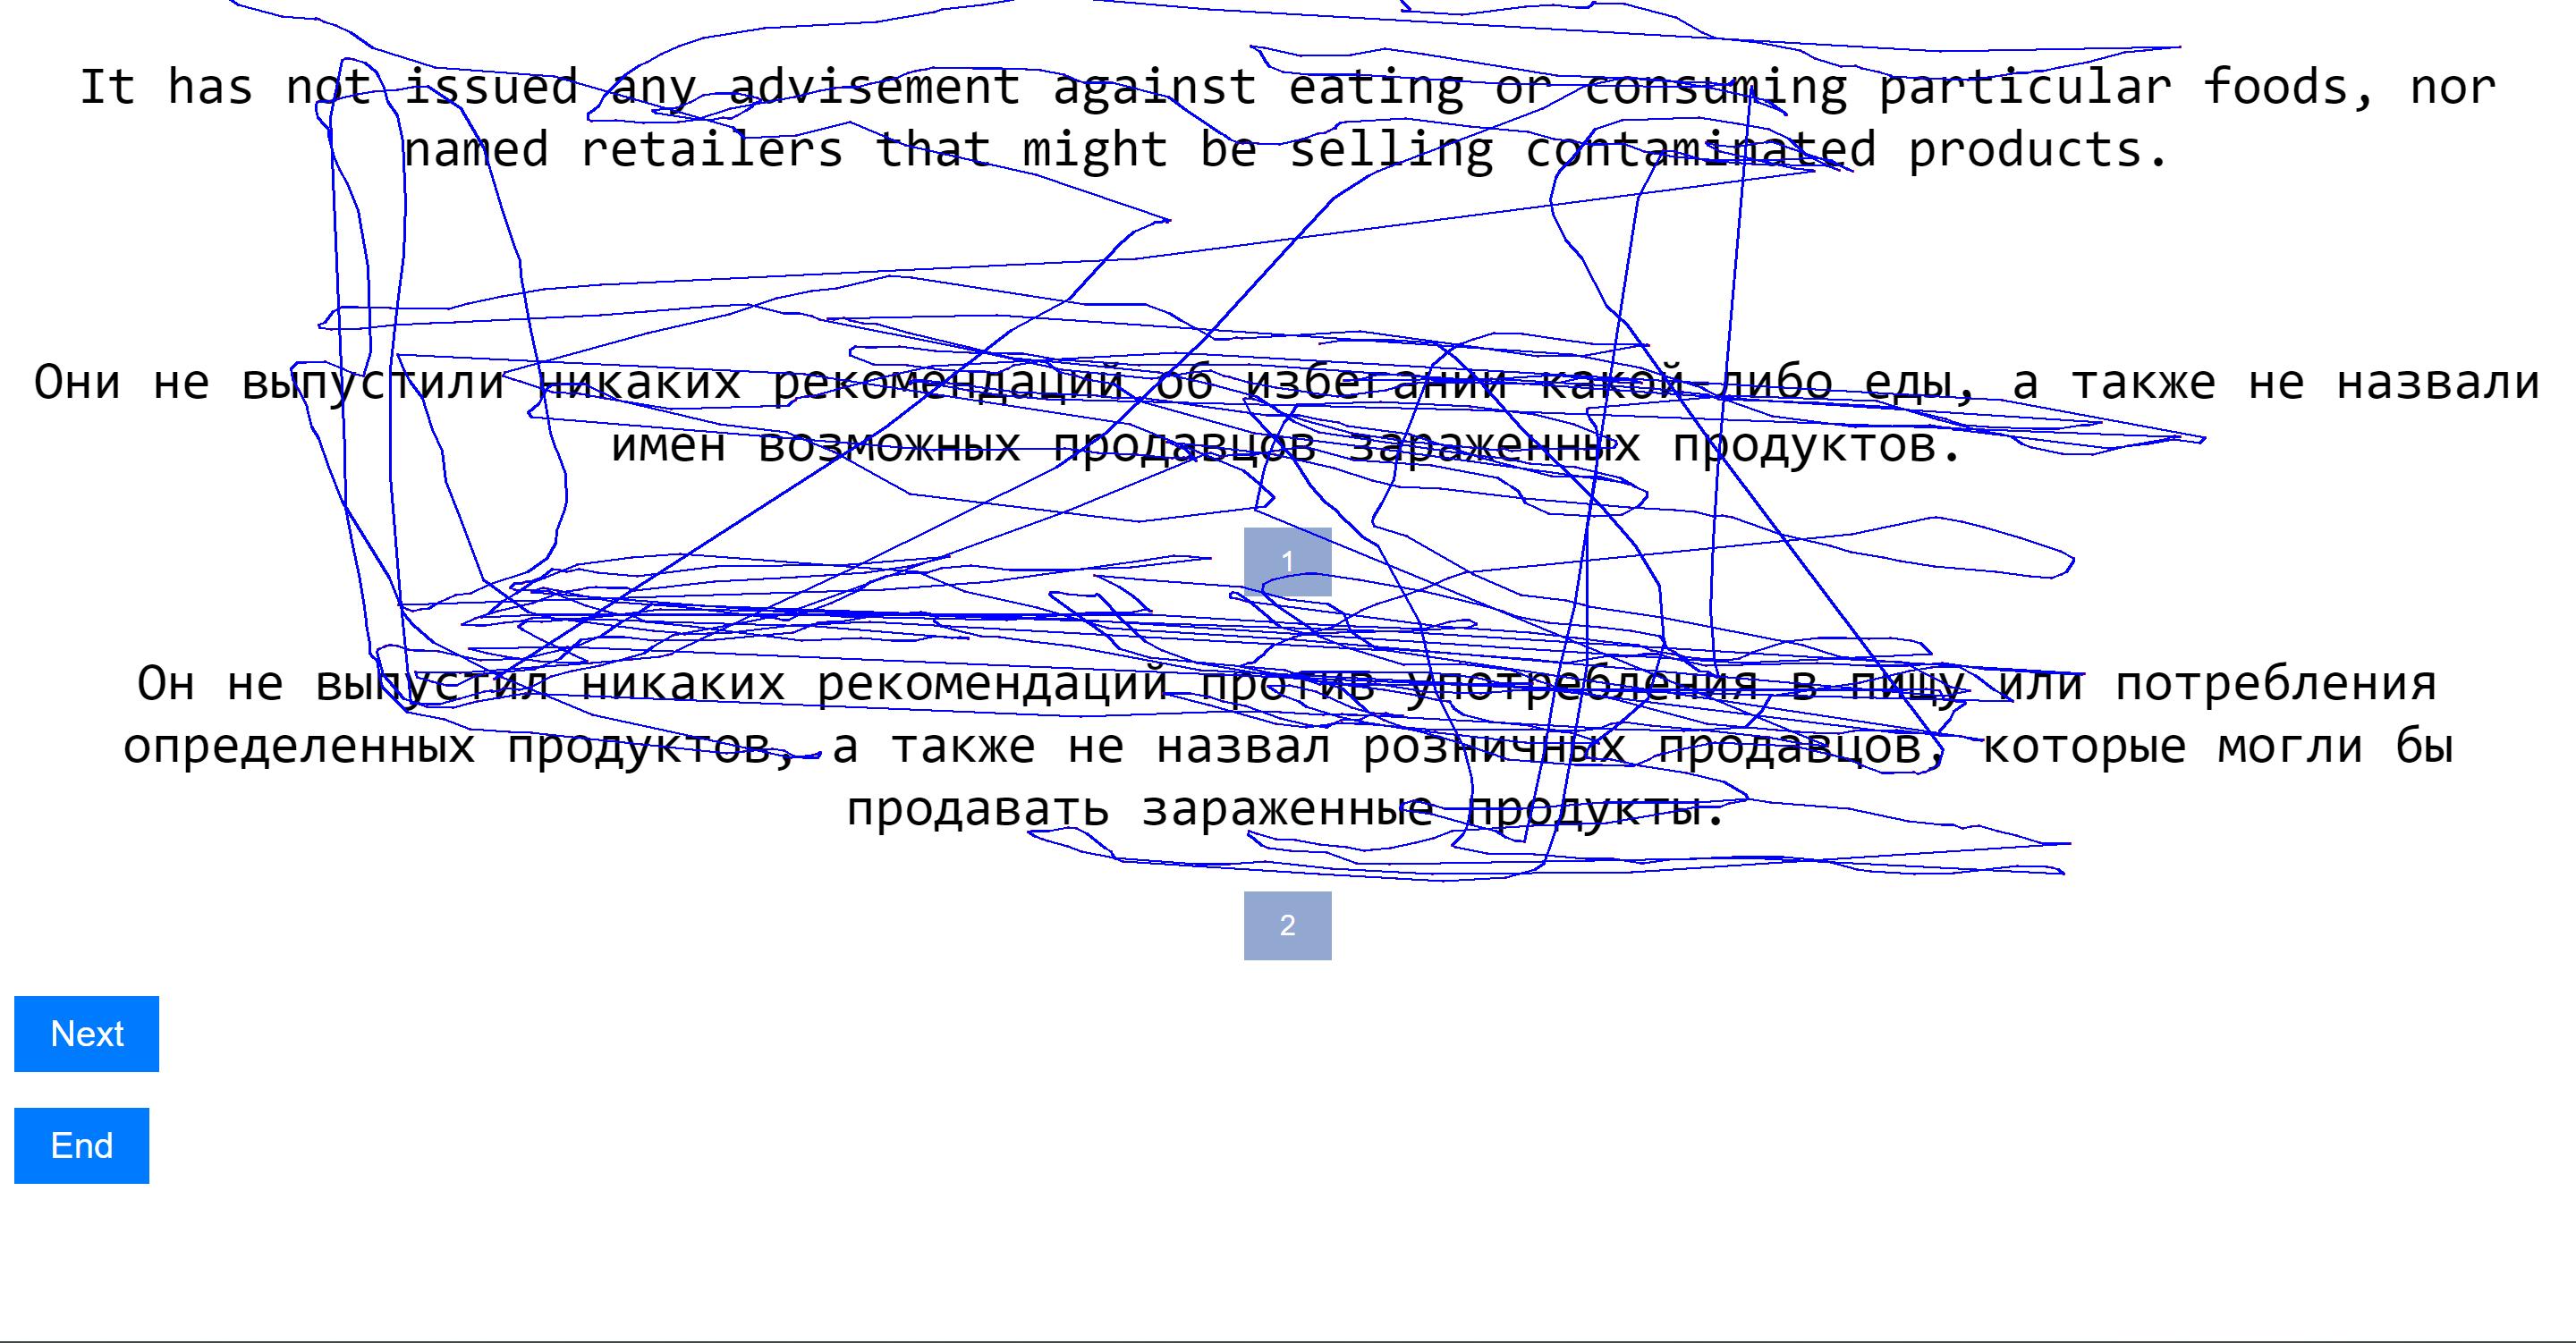 It has not issued any advisement against eating or consuming particular foods, nor
named retailers that might be selling contaminated products.
Они не выпустили никаких рекомендаций об избегании какой-либо еды, а также не назвали
имен возможных продавцов зараженных продуктов.
1
Он не выпустил никаких рекомендаций против употребления в пищу или потребления
определенных продуктов, а также не назвал розничных продавцов, которые могли бы
продавать зараженные продукты.
2
Next
End